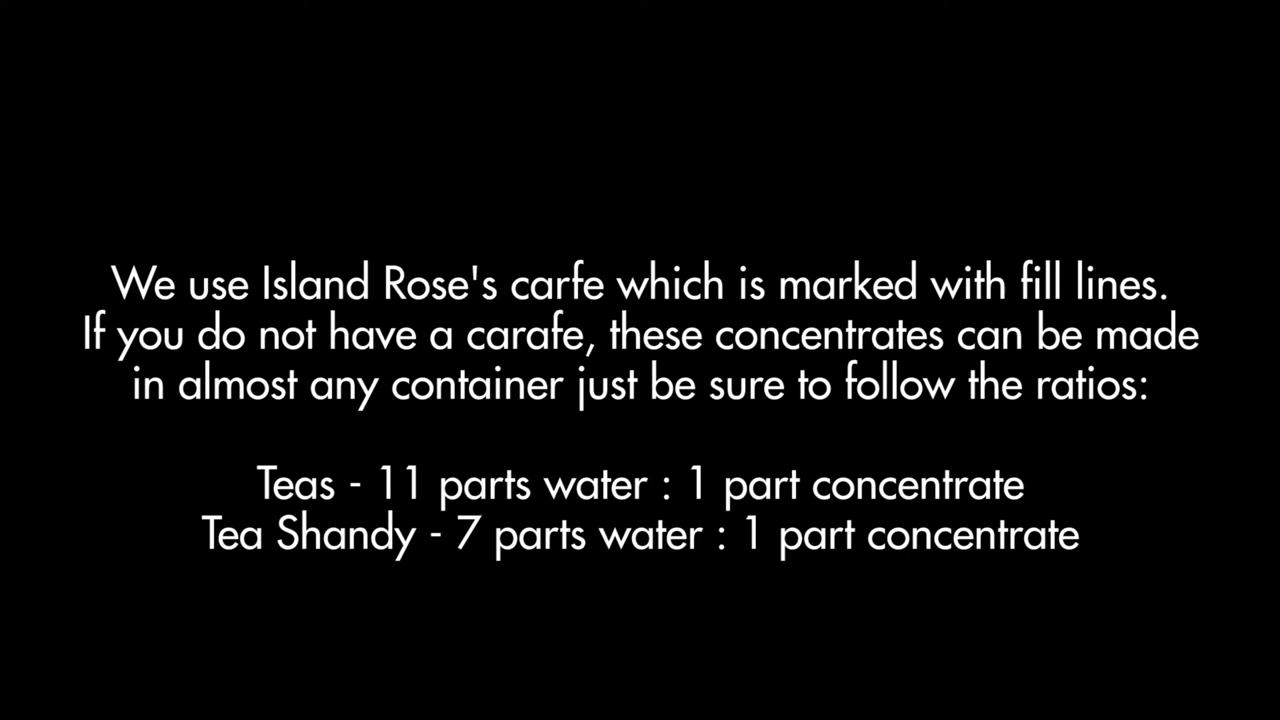 We use Island Rose's carfe which is marked with fill lines.
If you do not have a carafe, these concentrates can be made
in almost any container just be sure to follow the ratios:
Teas - 11 parts water : 1 part concentrate
Tea Shandy - 7 parts water : 1 part concentrate